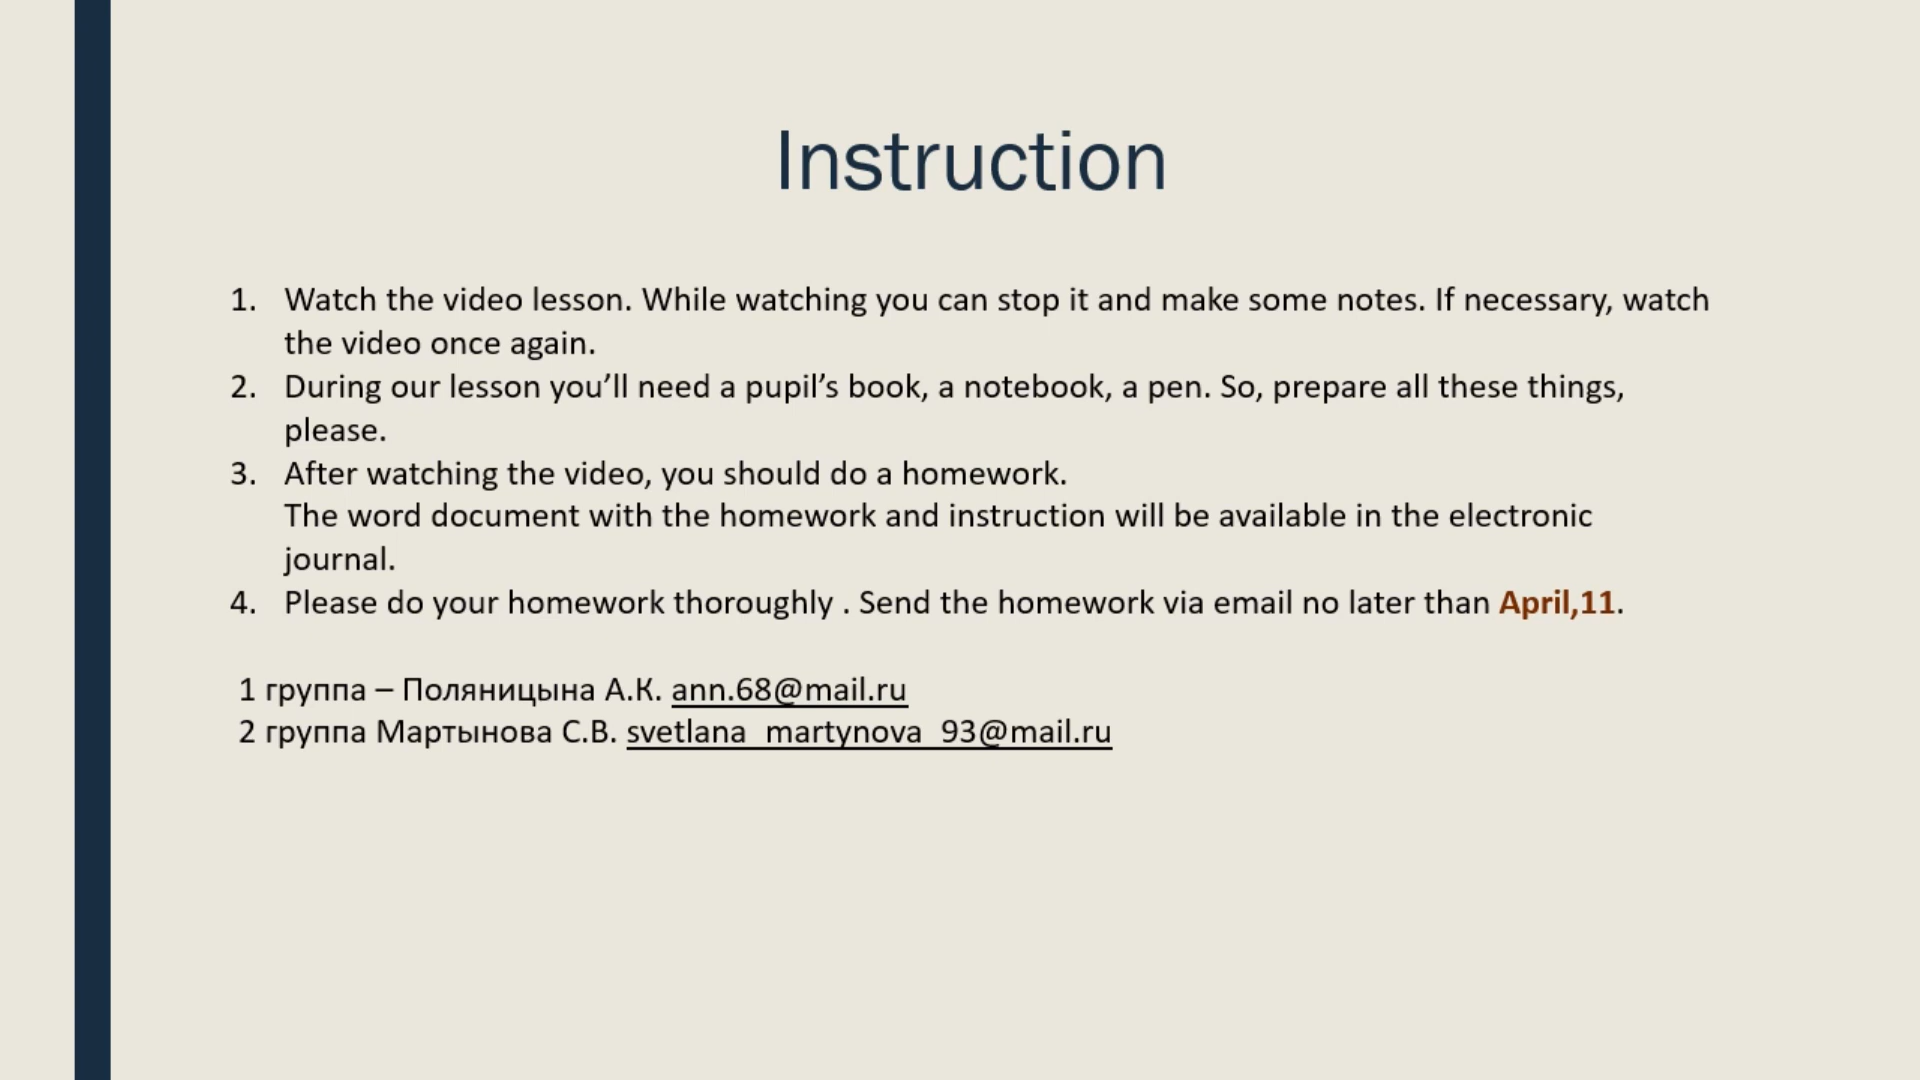 Instruction
1. Watch the video lesson. While watching you can stop it and make some notes. If necessary, watch
the video once again.
2. During our lesson you’ll need a pupil’s book, a notebook, a pen. So, prepare all these things,
please.
3. After watching the video, you should do a homework.
The word document with the homework and instruction will be available in the electronic
journal.
4. Please do your homework thoroughly . Send the homework via email no later than April,11.
1 группа – Поляницына А.К. ann.68@mail.ru
2 группа Мартынова С.В. svetlana_martynova_93@mail.ru